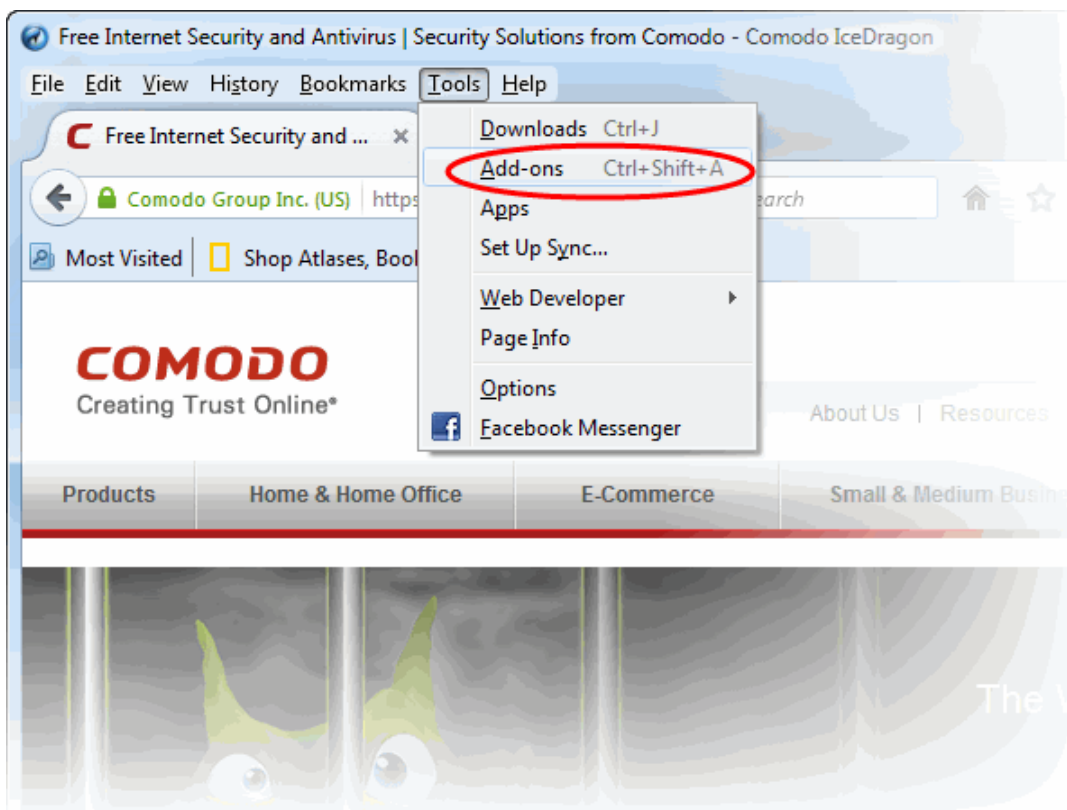 Free Internet Security and Antivirus | Security Solutions from Comodo - Comodo IceDragon
File Edit View History Bookmarks Tools Help
C Free Internet Security and ... ×
Downloads Ctrl+J
Add-ons Ctrl+Shift+A
Comodo Group Inc. (US) https
earch
Apps
Set Up Sync...
Most Visited Shop Atlases, Bool
Web Developer
Page Info
COMODO
Creating Trust Online®
Options
About Us | Resources
f Facebook Messenger
Products Home & Home Office E-Commerce Small & Medium Busin
The